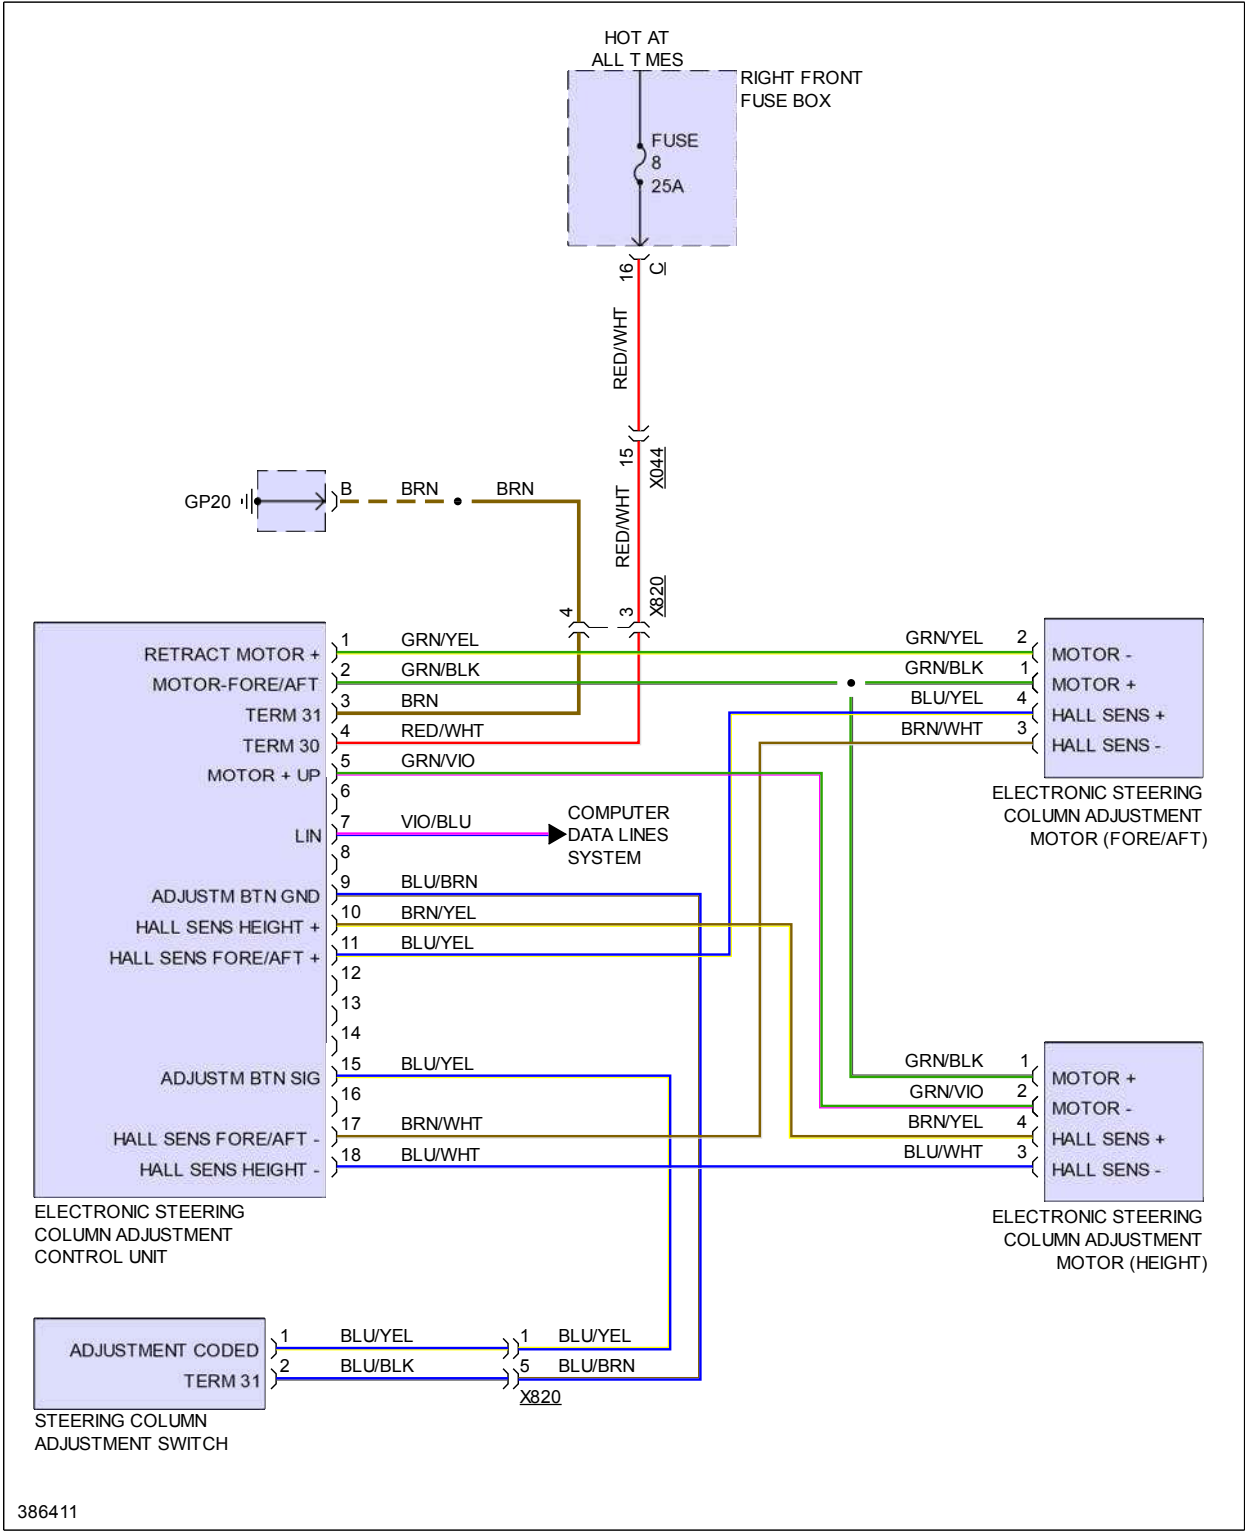 HOT AT
ALL T MES
RIGHT FRONT
FUSE BOX
FUSE
8
25A
16
C
RED/WHT
15
X044
RED/WHT
GP20
B
BRN
BRN
4
3
X820
RETRACT MOTOR +
1
GRN/YEL
MOTOR-FORE/AFT
2
GRN/BLK
TERM 31
3
BRN
TERM 30
4
RED/WHT
MOTOR + UP
5
GRN/VIO
6
LIN
7
VIO/BLU
COMPUTER
DATA LINES
SYSTEM
8
ADJUSTM BTN GND
9
BLU/BRN
HALL SENS HEIGHT +
10
BRN/YEL
HALL SENS FORE/AFT +
11
BLU/YEL
12
13
14
ADJUSTM BTN SIG
15
BLU/YEL
16
HALL SENS FORE/AFT -
17
BRN/WHT
HALL SENS HEIGHT -
18
BLU/WHT
ELECTRONIC STEERING
COLUMN ADJUSTMENT
CONTROL UNIT
GRN/YEL
2
MOTOR -
GRN/BLK
1
MOTOR +
BLU/YEL
4
HALL SENS +
BRN/WHT
3
HALL SENS -
ELECTRONIC STEERING
COLUMN ADJUSTMENT
MOTOR (FORE/AFT)
GRN/BLK
1
MOTOR +
GRN/VIO
2
MOTOR -
BRN/YEL
4
HALL SENS +
BLU/WHT
3
HALL SENS -
ELECTRONIC STEERING
COLUMN ADJUSTMENT
MOTOR (HEIGHT)
ADJUSTMENT CODED
1
BLU/YEL
1
BLU/YEL
TERM 31
2
BLU/BLK
5
BLU/BRN
X820
STEERING COLUMN
ADJUSTMENT SWITCH
386411